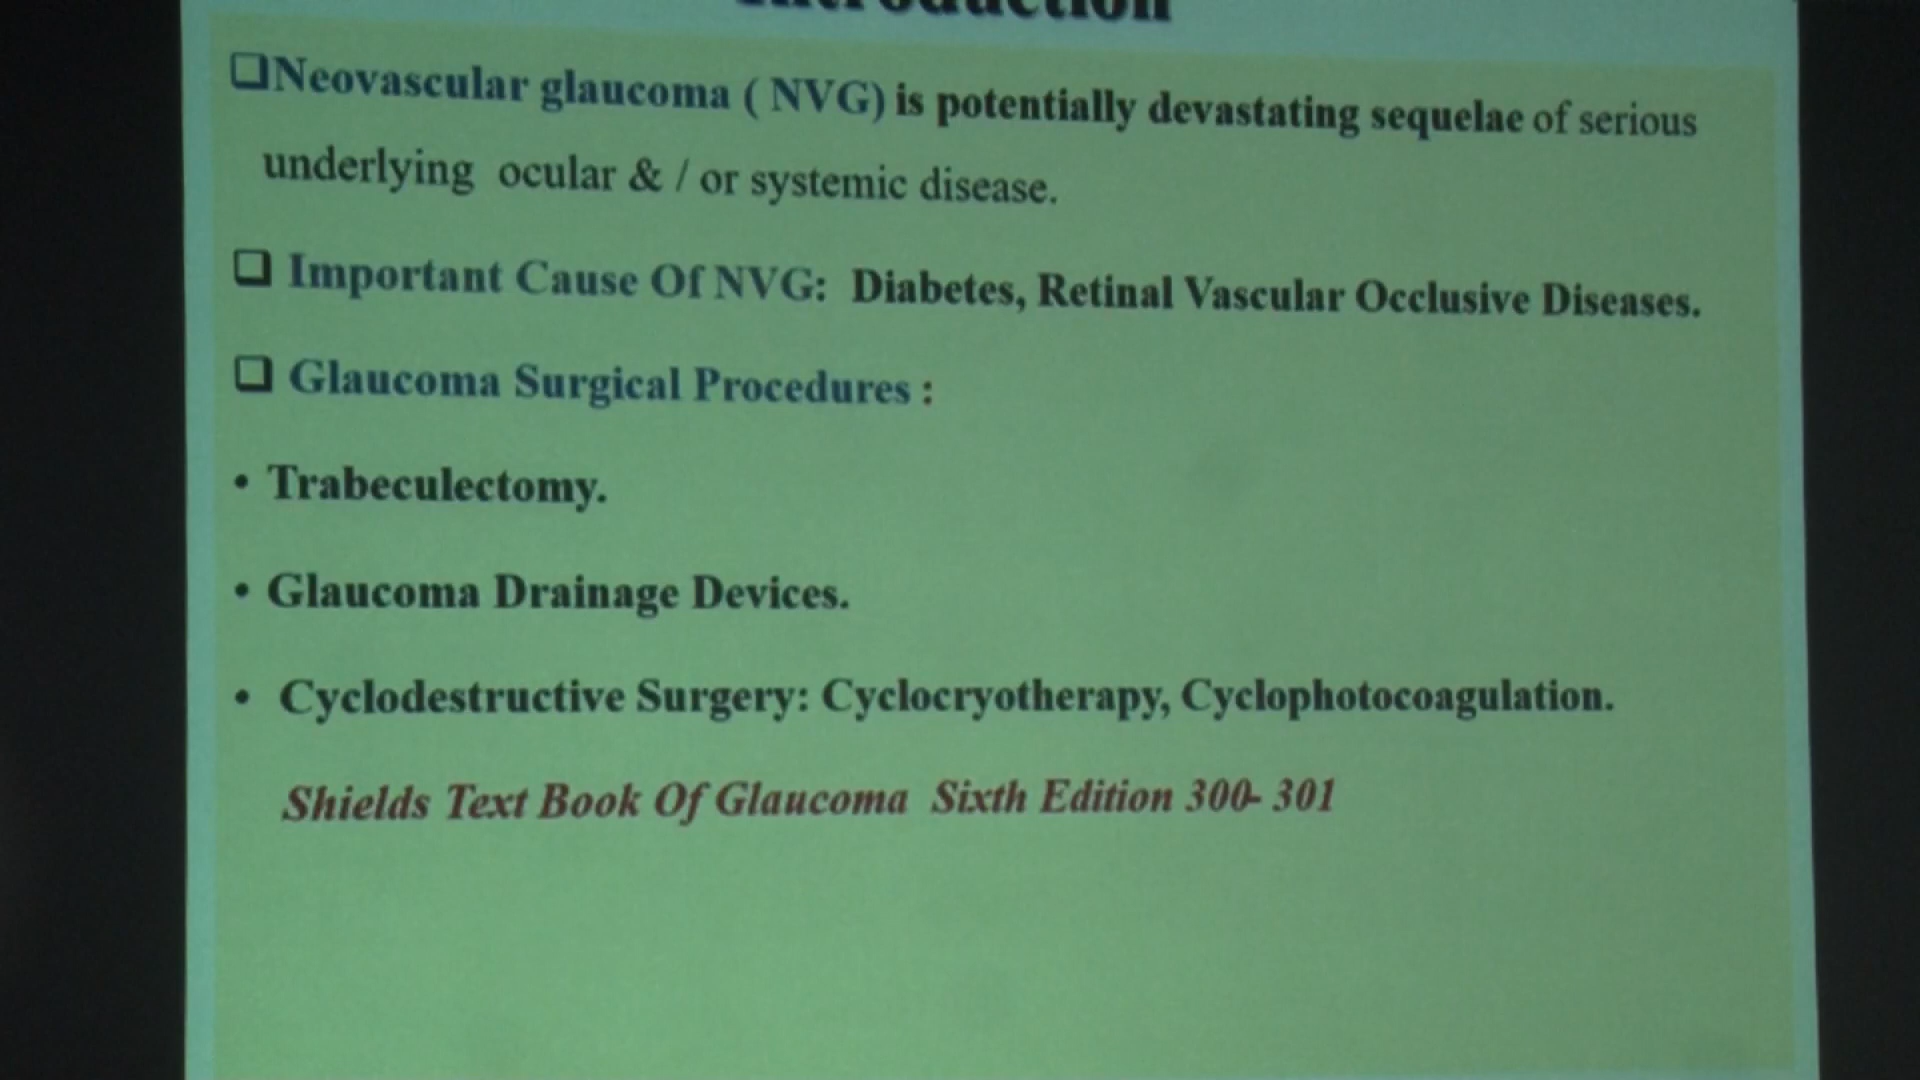 Introduction
❑Neovascular glaucoma ( NVG) is potentially devastating sequelae of serious
underlying ocular & / or systemic disease.
❑ Important Cause Of NVG: Diabetes, Retinal Vascular Occlusive Diseases.
❑ Glaucoma Surgical Procedures :
• Trabeculectomy.
• Glaucoma Drainage Devices.
• Cyclodestructive Surgery: Cyclocryotherapy, Cyclophotocoagulation.
Shields Text Book Of Glaucoma Sixth Edition 300- 301